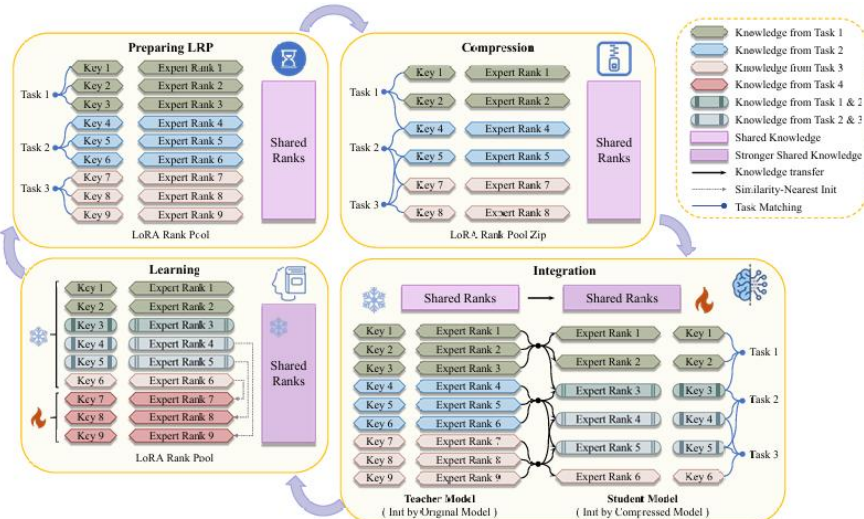 Preparing LRP
Task 1
Task 2
Task 3
Key 1 Expert Rank 1
Key 2 Expert Rank 2
Key 3 Expert Rank 3
Key 4 Expert Rank 4
Key 5 Expert Rank 5
Key 6 Expert Rank 6
Key 7 Expert Rank 7
Key 8 Expert Rank 8
Key 9 Expert Rank 9
Shared
Ranks
LoRA Rank Pool
Compression
Task 1
Task 2
Task 3
Key 1 Expert Rank 1
Key 2 Expert Rank 2
Key 4 Expert Rank 4
Key 5 Expert Rank 5
Key 7 Expert Rank 7
Key 8 Expert Rank 8
Shared
Ranks
LoRA Rank Pool Zip
Knowledge from Task 1
Knowledge from Task 2
Knowledge from Task 3
Knowledge from Task 4
Knowledge from Task 1 & 2
Knowledge from Task 2 & 3
Shared Knowledge
Stronger Shared Knowledge
Knowledge transfer
Similarity-Nearest Init
Task Matching
Learning
Key 1 Expert Rank 1
Key 2 Expert Rank 2
Key 3 Expert Rank 3
Key 4 Expert Rank 4
Key 5 Expert Rank 5
Key 6 Expert Rank 6
Key 7 Expert Rank 7
Key 8 Expert Rank 8
Key 9 Expert Rank 9
Shared
Ranks
LoRA Rank Pool
Integration
Shared Ranks Shared Ranks
Key 1 Expert Rank 1
Key 2 Expert Rank 2
Key 3 Expert Rank 3
Key 4 Expert Rank 4
Key 5 Expert Rank 5
Key 6 Expert Rank 6
Key 7 Expert Rank 7
Key 8 Expert Rank 8
Key 9 Expert Rank 9
Teacher Model
( Init by Original Model )
Expert Rank 1 Key 1
Expert Rank 2 Key 2
Expert Rank 3 Key 3
Expert Rank 4 Key 4
Expert Rank 5 Key 5
Expert Rank 6 Key 6
Task 1
Task 2
Task 3
Student Model
( Init by Compressed Model )